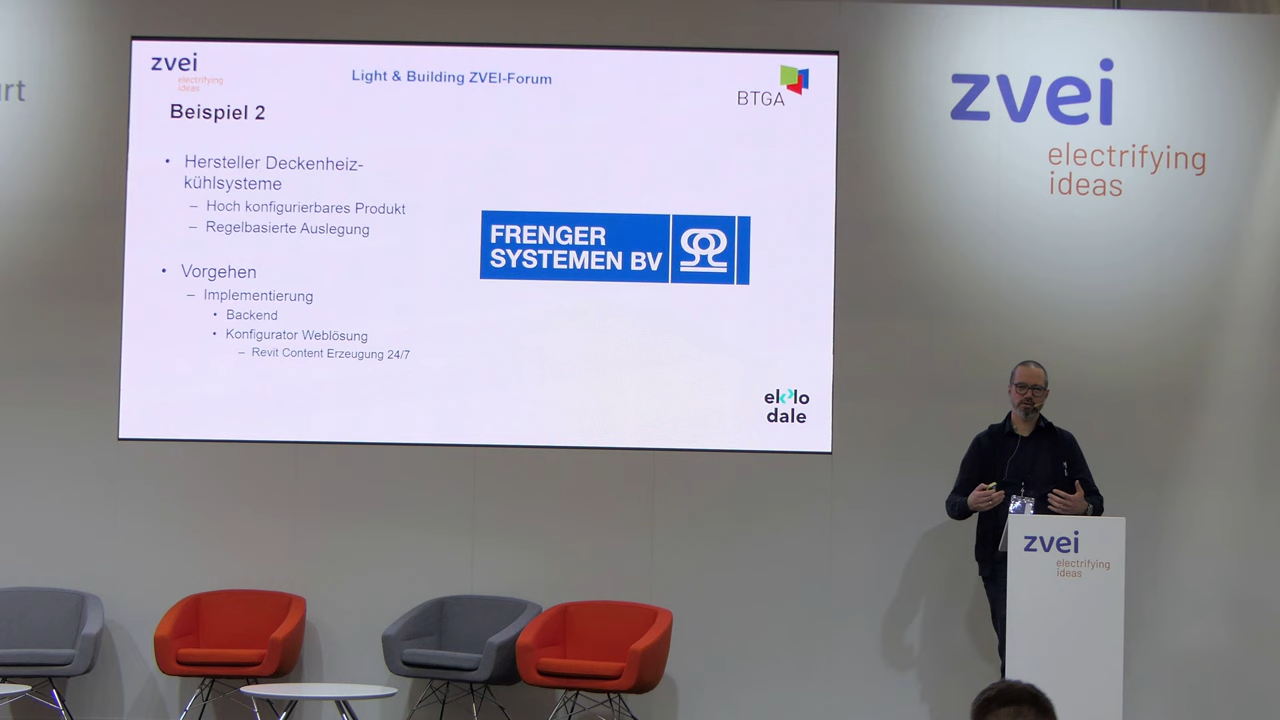 rt
zvei
electrifying
ideas
Light & Building ZVEI-Forum
BTGA
Beispiel 2
• Hersteller Deckenheiz-
kühlsysteme
– Hoch konfigurierbares Produkt
– Regelbasierte Auslegung
• Vorgehen
– Implementierung
• Backend
• Konfigurator Weblösung
– Revit Content Erzeugung 24/7
FRENGER
SYSTEMEN BV
eklo
dale
zvei
electrifying
ideas
zvei
electrifying
ideas